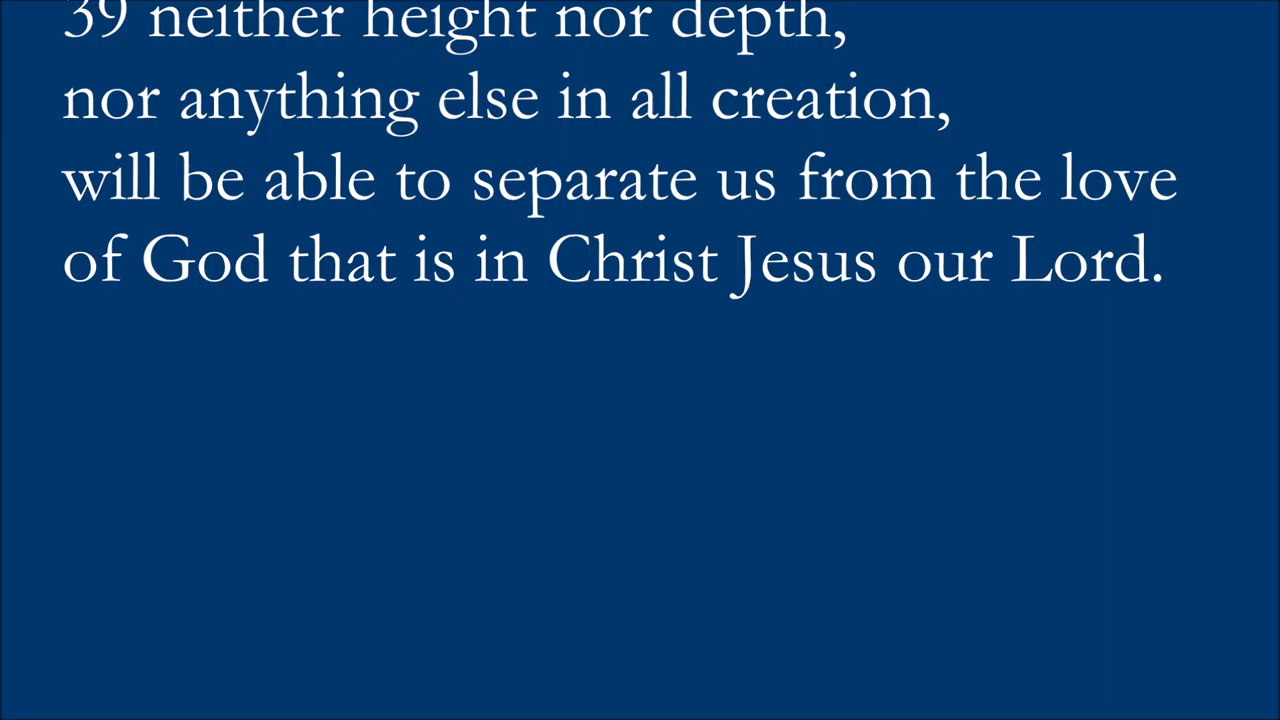 39 neither height nor depth,
nor anything else in all creation,
will be able to separate us from the love
of God that is in Christ Jesus our Lord.